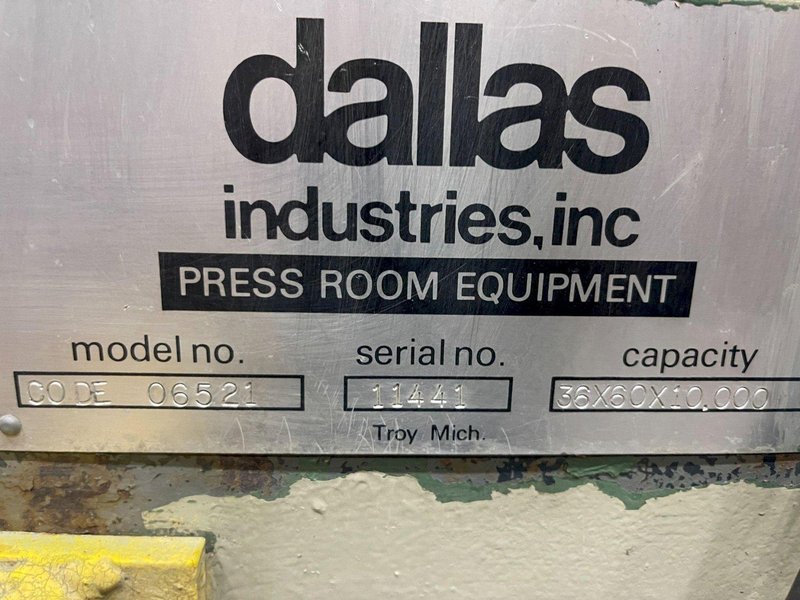 dallas
industries, inc
PRESS ROOM EQUIPMENT
model no. serial no. capacity
CODE 06521 11441 36X60X10,000
Troy Mich.